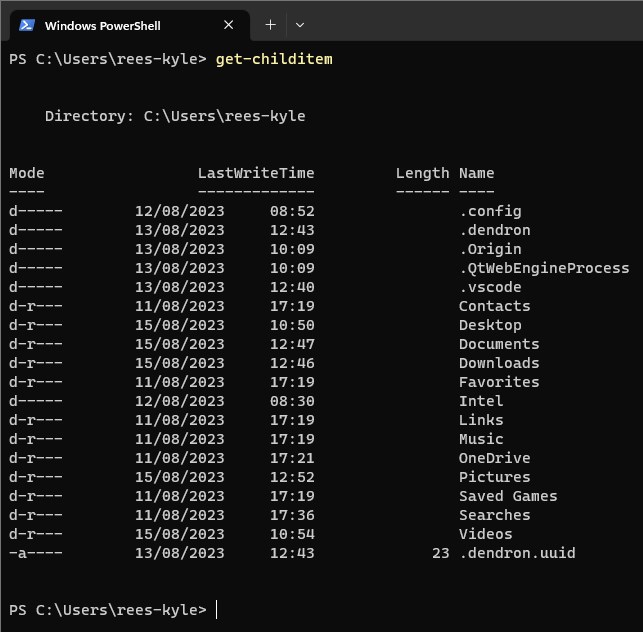 Windows PowerShell
PS C:\Users\rees-kyle> get-childitem
Directory: C:\Users\rees-kyle
Mode LastWriteTime Length Name
---- ------------- ------ ----
d----- 12/08/2023 08:52 .config
d----- 13/08/2023 12:43 .dendron
d----- 13/08/2023 10:09 .Origin
d----- 13/08/2023 10:09 .QtWebEngineProcess
d----- 13/08/2023 12:40 .vscode
d-r--- 11/08/2023 17:19 Contacts
d-r--- 15/08/2023 10:50 Desktop
d-r--- 15/08/2023 12:47 Documents
d-r--- 15/08/2023 12:46 Downloads
d-r--- 11/08/2023 17:19 Favorites
d----- 12/08/2023 08:30 Intel
d-r--- 11/08/2023 17:19 Links
d-r--- 11/08/2023 17:19 Music
d-r--- 11/08/2023 17:21 OneDrive
d-r--- 15/08/2023 12:52 Pictures
d-r--- 11/08/2023 17:19 Saved Games
d-r--- 11/08/2023 17:36 Searches
d-r--- 15/08/2023 10:54 Videos
-a---- 13/08/2023 12:43 23 .dendron.uuid
PS C:\Users\rees-kyle>